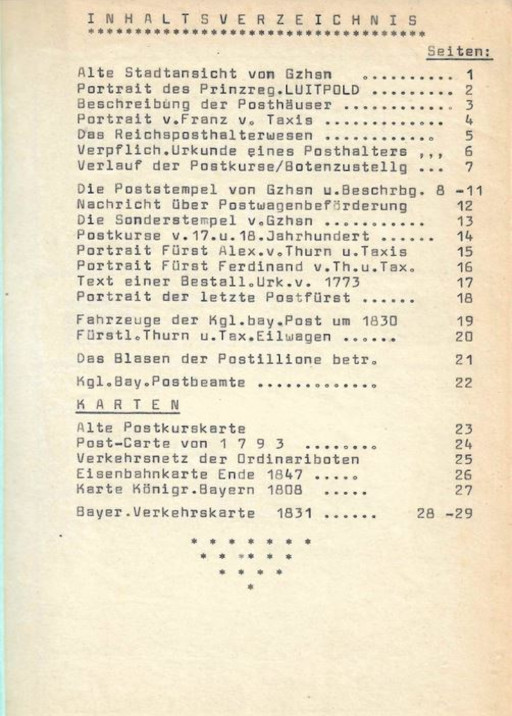 I N H A L T S V E R Z E I C H N I S
***********************************
Seiten:
Alte Stadtansicht von Gzhsn .......... 1
Portrait des Prinzreg.LUITPOLD ......... 2
Beschreibung der Posthäuser ............ 3
Portrait v.Franz v. Taxis ............. 4
Das Reichsposthalterwesen ............ 5
Verpflich.Urkunde eines Posthalters ,,, 6
Verlauf der Postkurse/Botenzustellg ... 7
Die Poststempel von Gzhsn u.Beschrbg. 8 -11
Nachricht über Postwagenbeförderung 12
Die Sonderstempel v.Gzhsn ............ 13
Postkurse v.17.u.18.Jahrhundert ...... 14
Portrait Fürst Alex.v.Thurn u.Taxis 15
Portrait Fürst Ferdinand v.Th.u.Tax. 16
Text einer Bestall.Urk.v. 1773 17
Portrait der letzte Postfürst ...... 18
Fahrzeuge der Kgl.bay.Post um 1830 19
Fürstl.Thurn u.Tax.Eilwagen ...... 20
Das Blasen der Postillione betr. 21
Kgl.Bay.Postbeamte ............. 22
K A R T E N
Alte Postkurskarte 23
Post-Carte von 1 7 9 3 ........ 24
Verkehrsnetz der Ordinariboten 25
Eisenbahnkarte Ende 1847 ..... 26
Karte Königr.Bayern 1808 ..... 27
Bayer.Verkehrskarte 1831 ...... 28 -29
* * * * * * *
* * * * * *
* * * * *
*